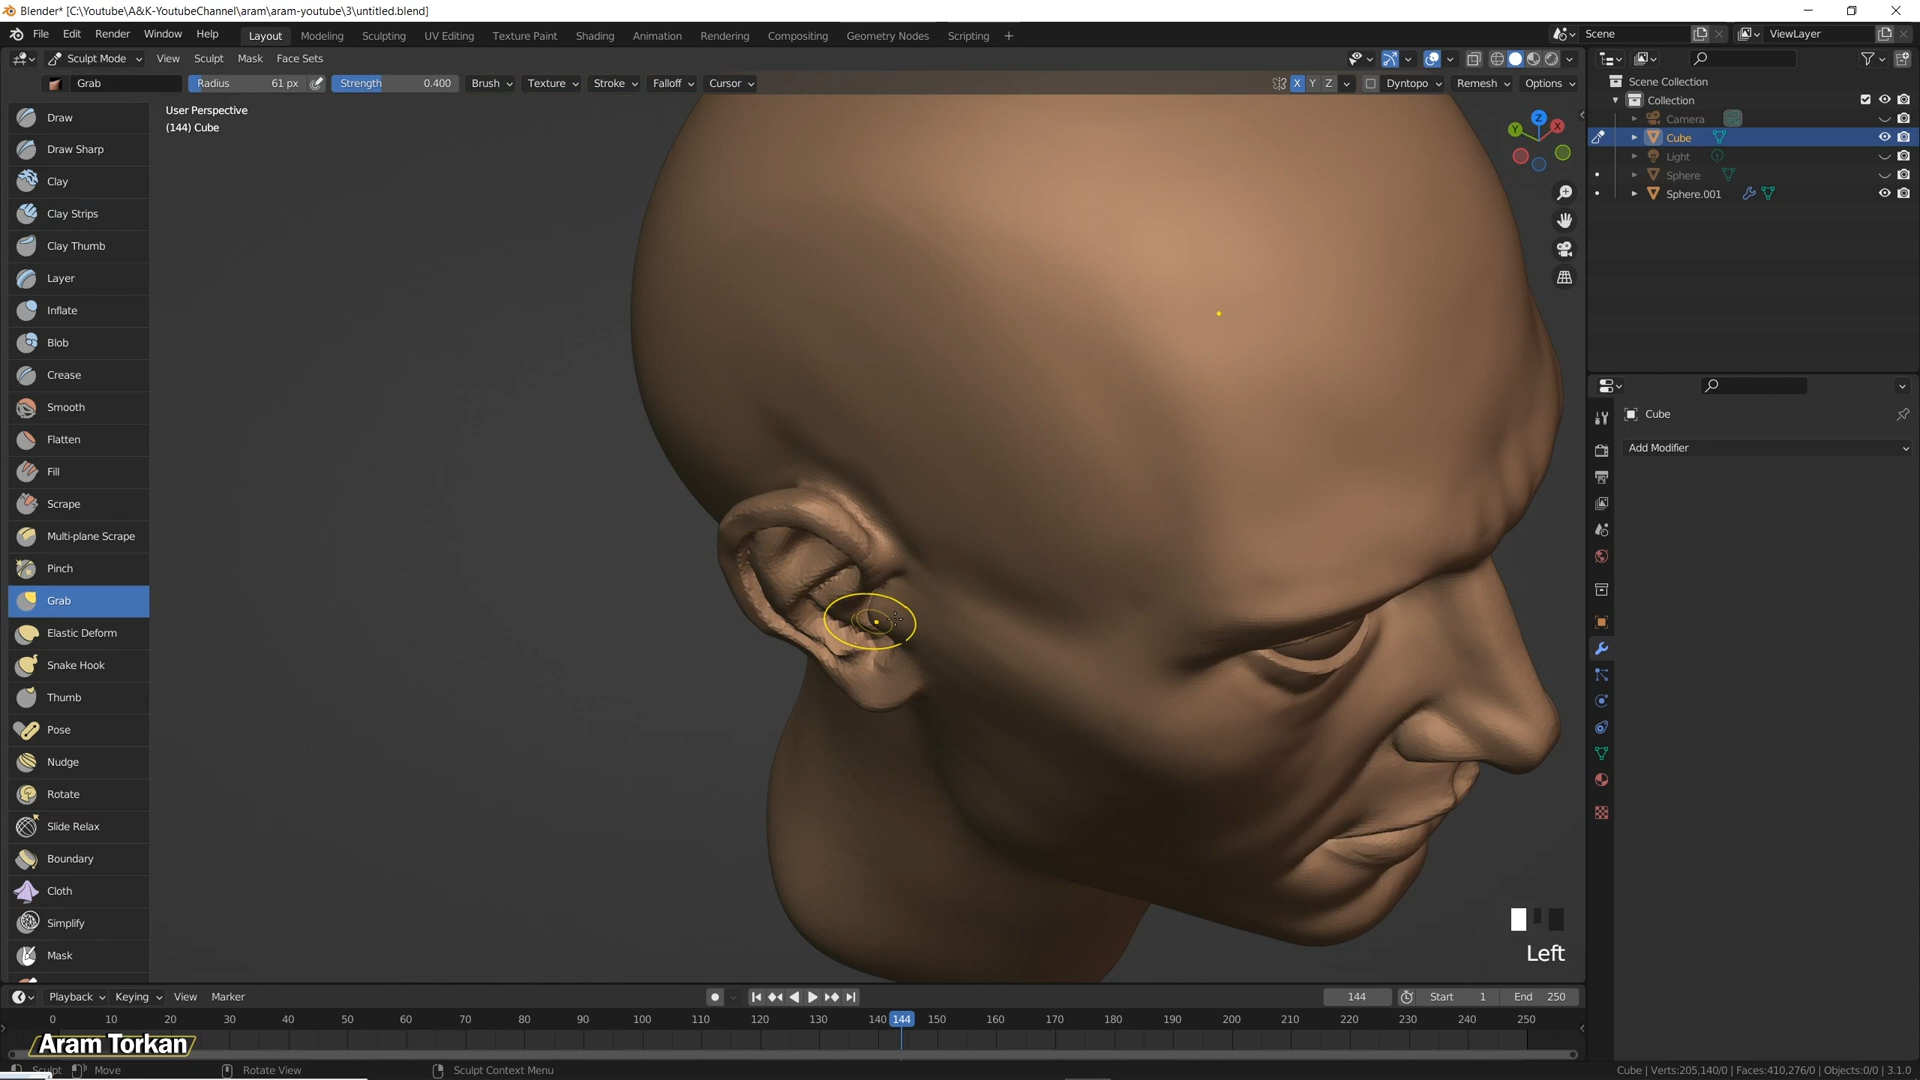 Blender* [C:\Youtube\A&K-YoutubeChannel\aram\aram-youtube\3\untitled.blend]
File Edit Render Window Help Layout Modeling Sculpting UV Editing Texture Paint Shading Animation Rendering Compositing Geometry Nodes Scripting + Scene ViewLayer
Sculpt Mode View Sculpt Mask Face Sets
Grab Radius 61 px Strength 0.400 Brush Texture Stroke Falloff Cursor X Y Z Dyntopo Remesh Options
User Perspective
(144) Cube
Draw
Draw Sharp
Clay
Clay Strips
Clay Thumb
Layer
Inflate
Blob
Crease
Smooth
Flatten
Fill
Scrape
Multi-plane Scrape
Pinch
Grab
Elastic Deform
Snake Hook
Thumb
Pose
Nudge
Rotate
Slide Relax
Boundary
Cloth
Simplify
Mask
Z
Y
X
Scene Collection
Collection
Camera
Cube
Light
Sphere
Sphere.001
Cube
Add Modifier
Left
Playback Keying View Marker 144 Start 1 End 250
0 10 20 30 40 50 60 70 80 90 100 110 120 130 140 144 150 160 170 180 190 200 210 220 230 240 250
Aram Torkan
Sculpt Move Rotate View Sculpt Context Menu Cube | Verts:205,140/0 | Faces:410,276/0 | Objects:0/0 | 3.1.0